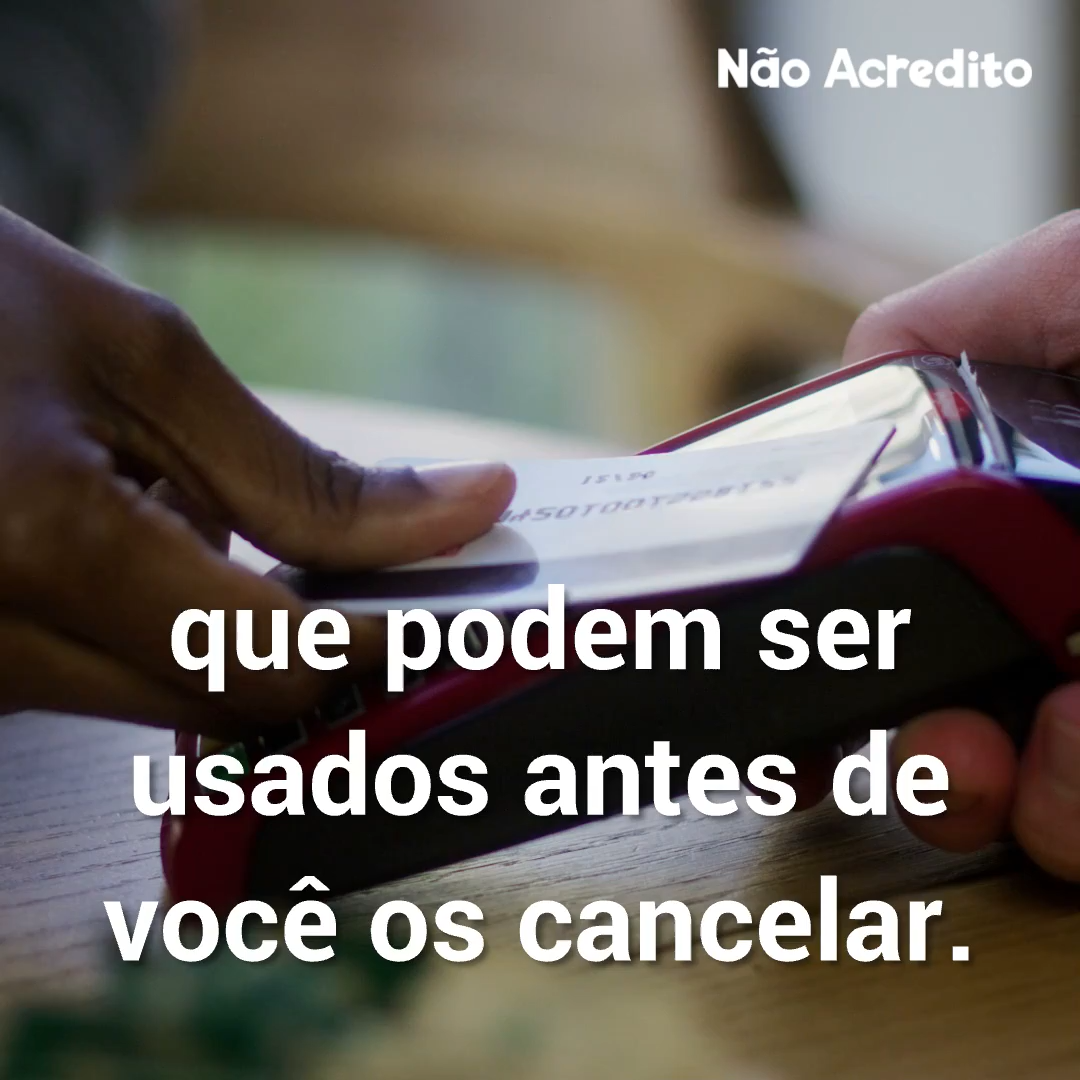 Não Acredito
que podem ser
usados antes de
você os cancelar.